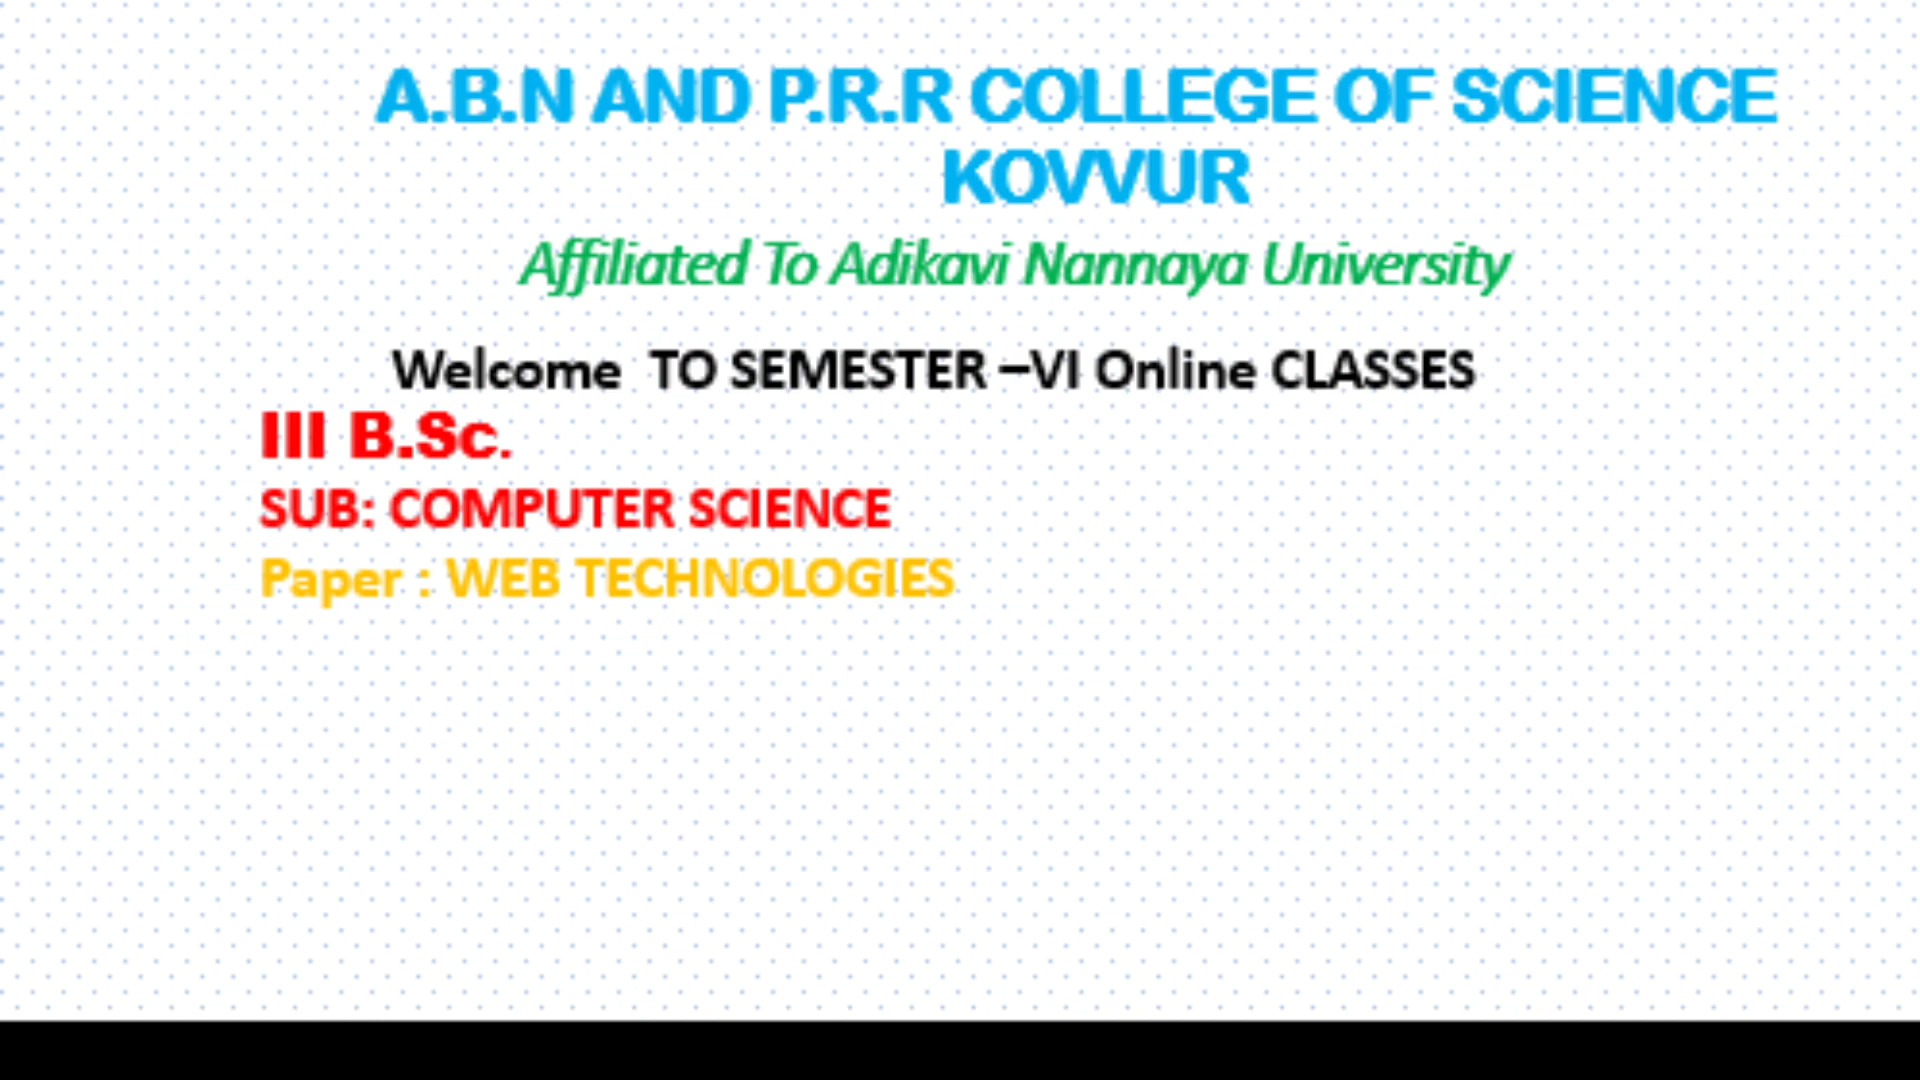 A.B.N AND P.R.R COLLEGE OF SCIENCE
KOVVUR
Affiliated To Adikavi Nannaya University
Welcome TO SEMESTER –VI Online CLASSES
III B.Sc.
SUB: COMPUTER SCIENCE
Paper : WEB TECHNOLOGIES